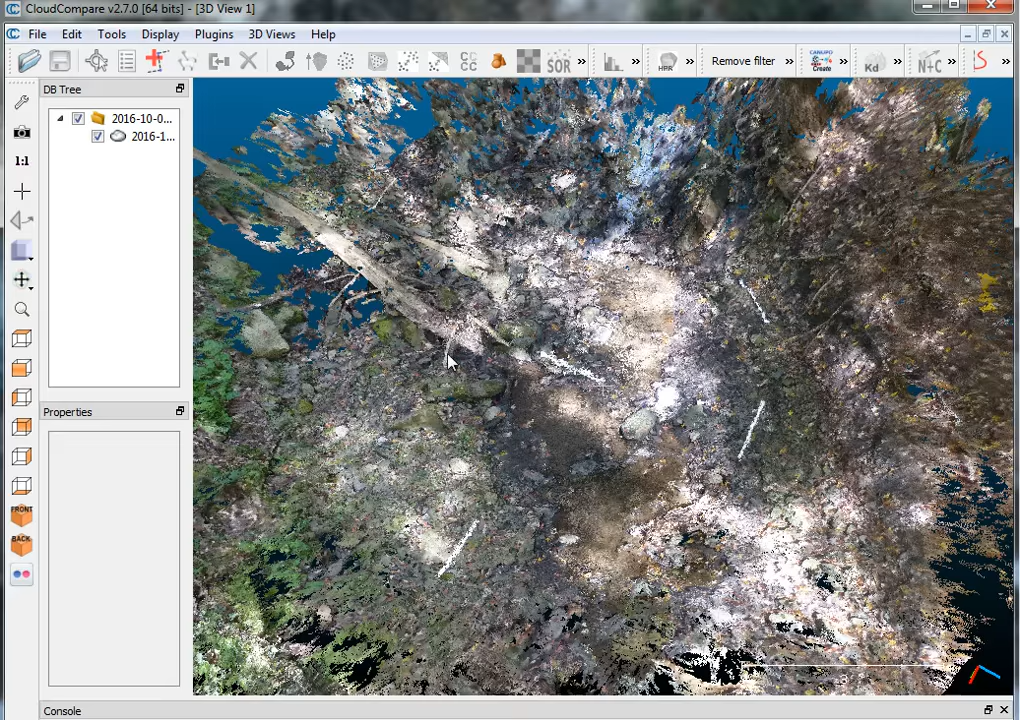 CloudCompare v2.7.0 [64 bits] - [3D View 1]
File Edit Tools Display Plugins 3D Views Help
SOR » » HPR » Remove filter » CANUPO Create » Kd » N+C » »
DB Tree
2016-10-0...
2016-1...
1:1
Properties
FRONT
BACK
Console